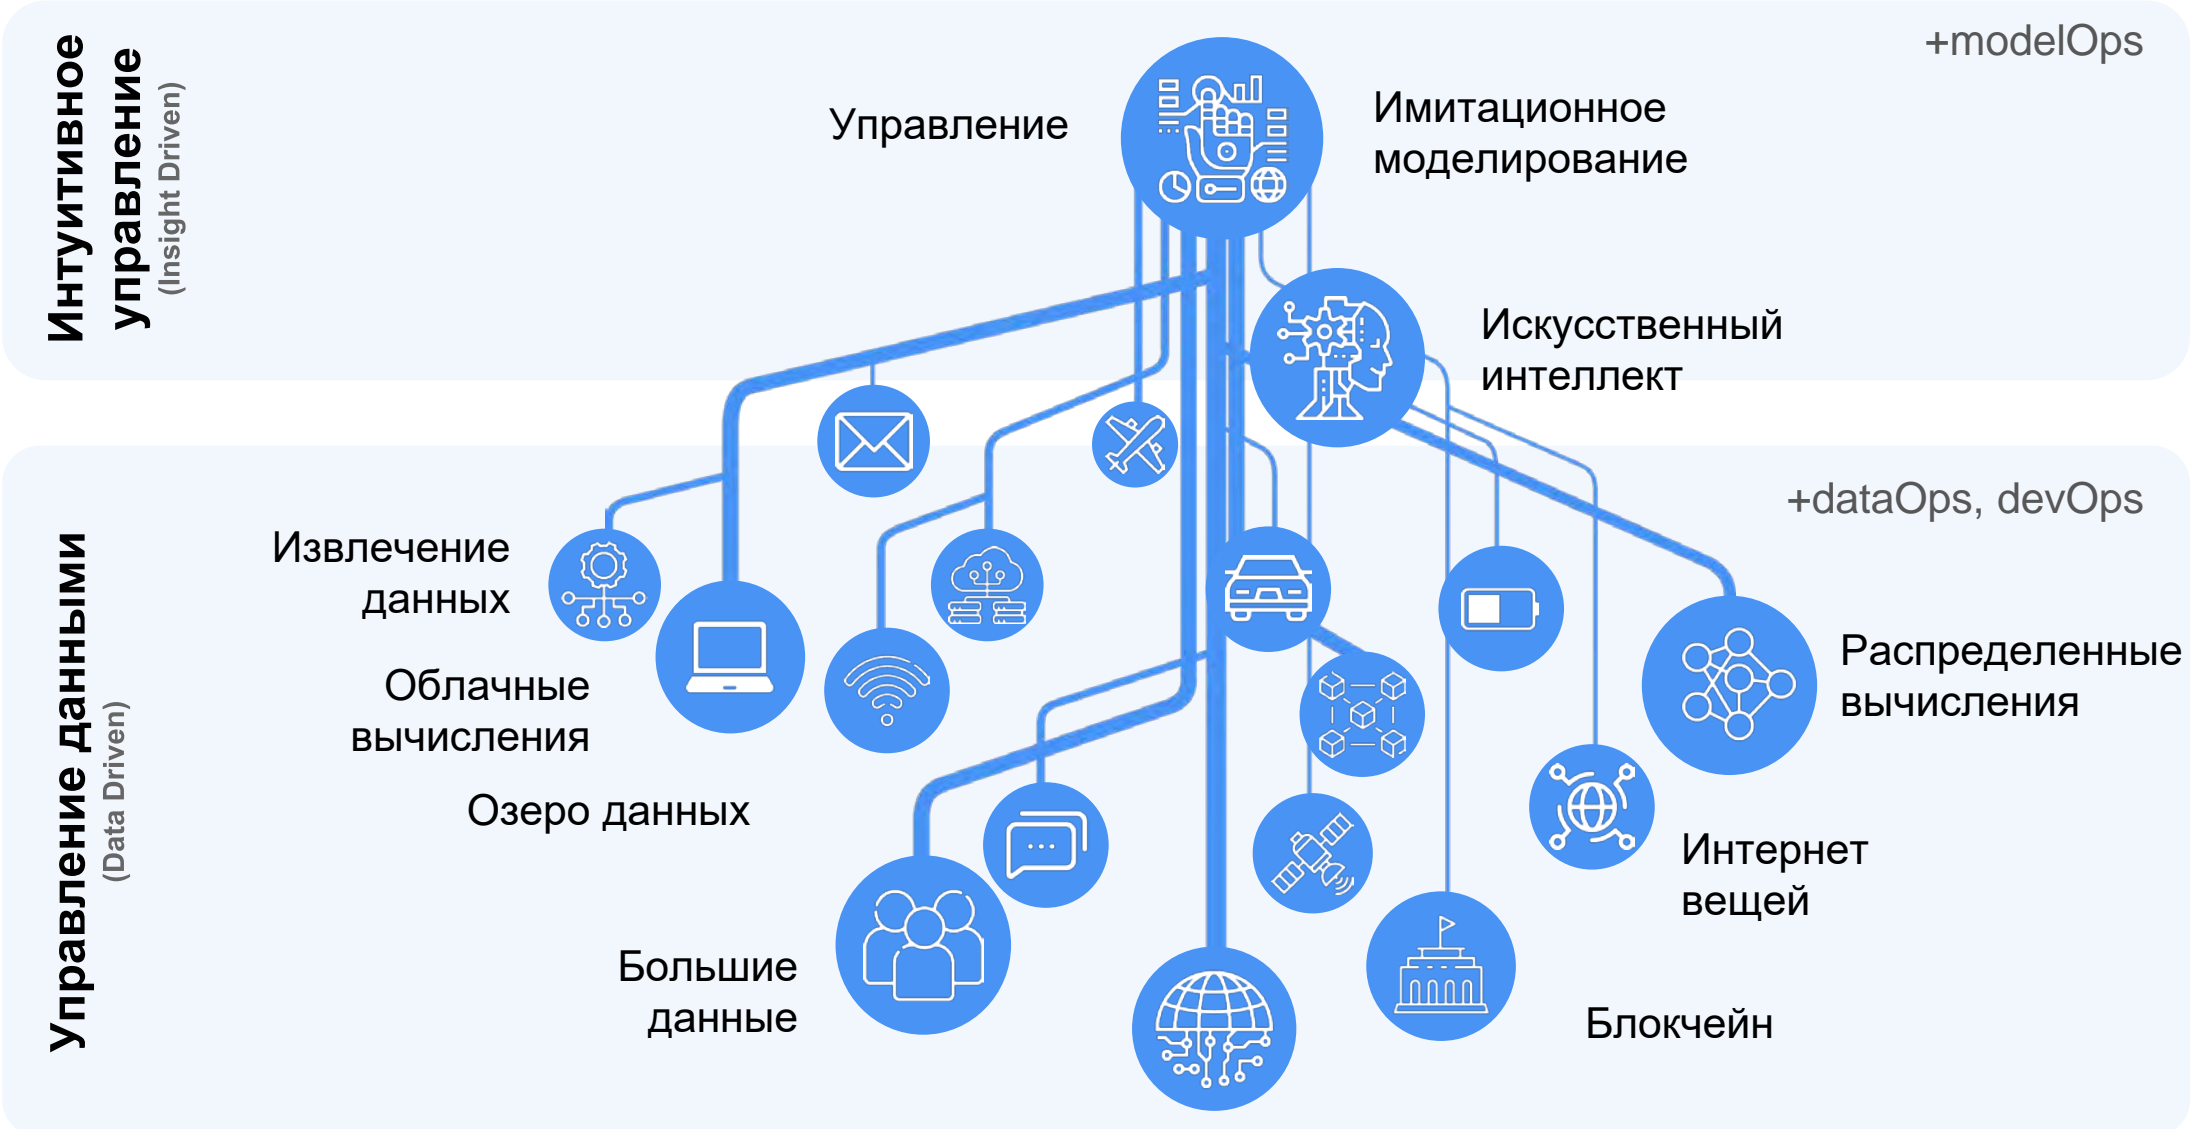 Интуитивное
управление
(Insight Driven)
+modelOps
Управление
Имитационное
моделирование
Искусственный
интеллект
Управление данными
(Data Driven)
+dataOps, devOps
Извлечение
данных
Облачные
вычисления
Озеро данных
Большие
данные
Распределенные
вычисления
Интернет
вещей
Блокчейн